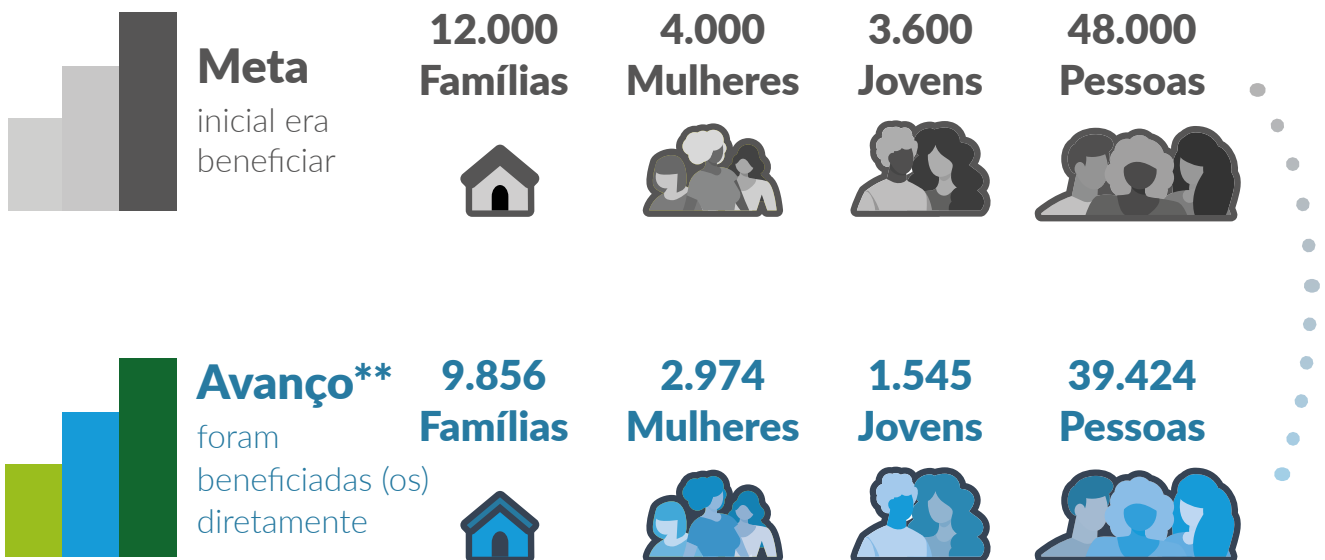 Meta
inicial era
beneficiar
12.000
Famílias
4.000
Mulheres
3.600
Jovens
48.000
Pessoas
Avanço**
foram
beneficiadas (os)
diretamente
9.856
Famílias
2.974
Mulheres
1.545
Jovens
39.424
Pessoas